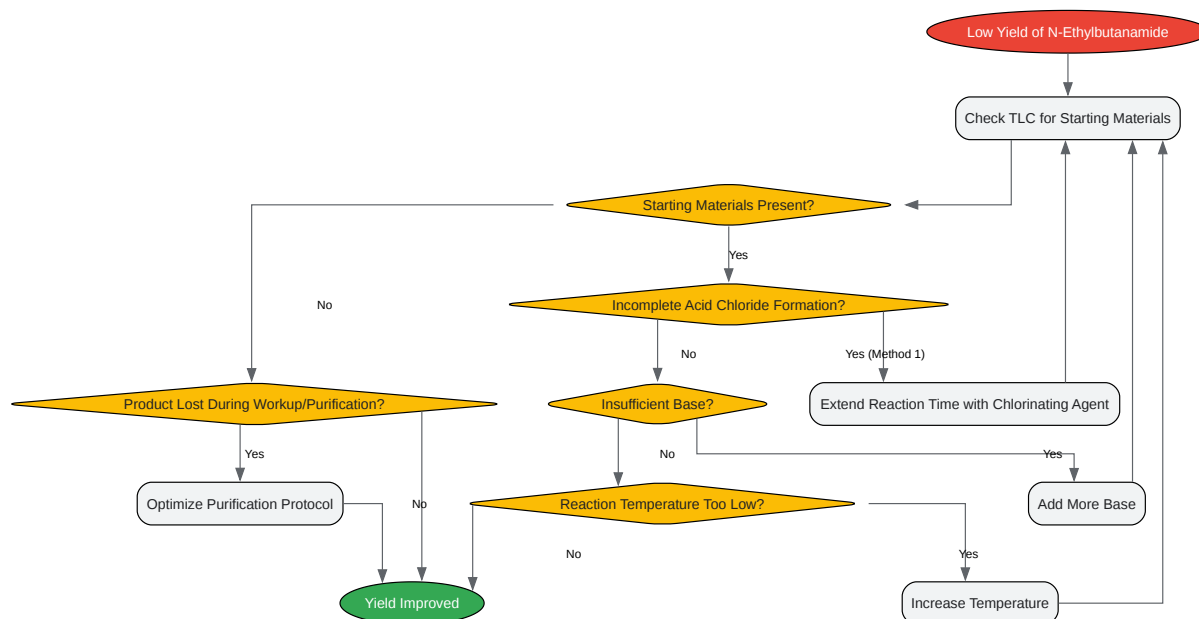 Low Yield of N-Ethylbutanamide
Check TLC for Starting Materials
Starting Materials Present?
Yes
No
Incomplete Acid Chloride Formation?
No
Yes (Method 1)
Product Lost During Workup/Purification?
Insufficient Base?
Extend Reaction Time with Chlorinating Agent
Yes
No
Yes
Optimize Purification Protocol
No
Reaction Temperature Too Low?
Add More Base
No
Yes
Yield Improved
Increase Temperature